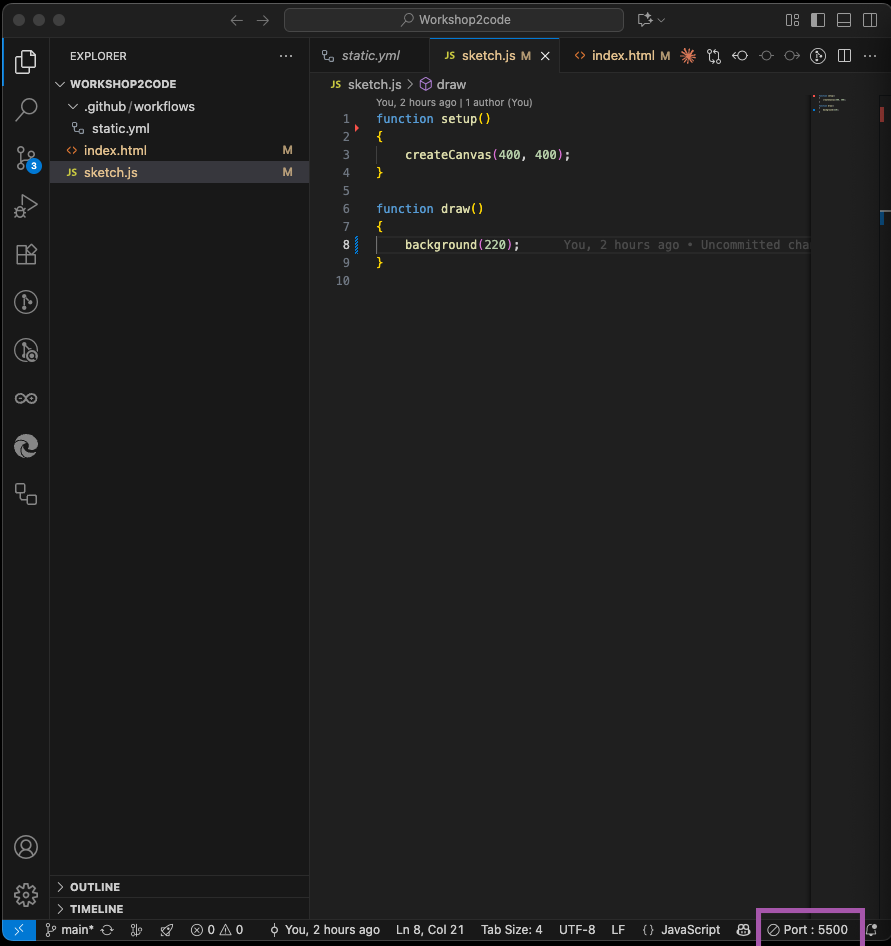 Workshop2code
EXPLORER
WORKSHOP2CODE
.github/workflows
static.yml
index.html M
JS sketch.js M
OUTLINE
TIMELINE
3
static.yml
JS sketch.js M
index.html M
JS sketch.js > draw
You, 2 hours ago | 1 author (You)
1 function setup()
2 {
3 createCanvas(400, 400);
4 }
5
6 function draw()
7 {
8 background(220); You, 2 hours ago • Uncommitted cha
9 }
10
main* 0 0 You, 2 hours ago Ln 8, Col 21 Tab Size: 4 UTF-8 LF {} JavaScript Port : 5500